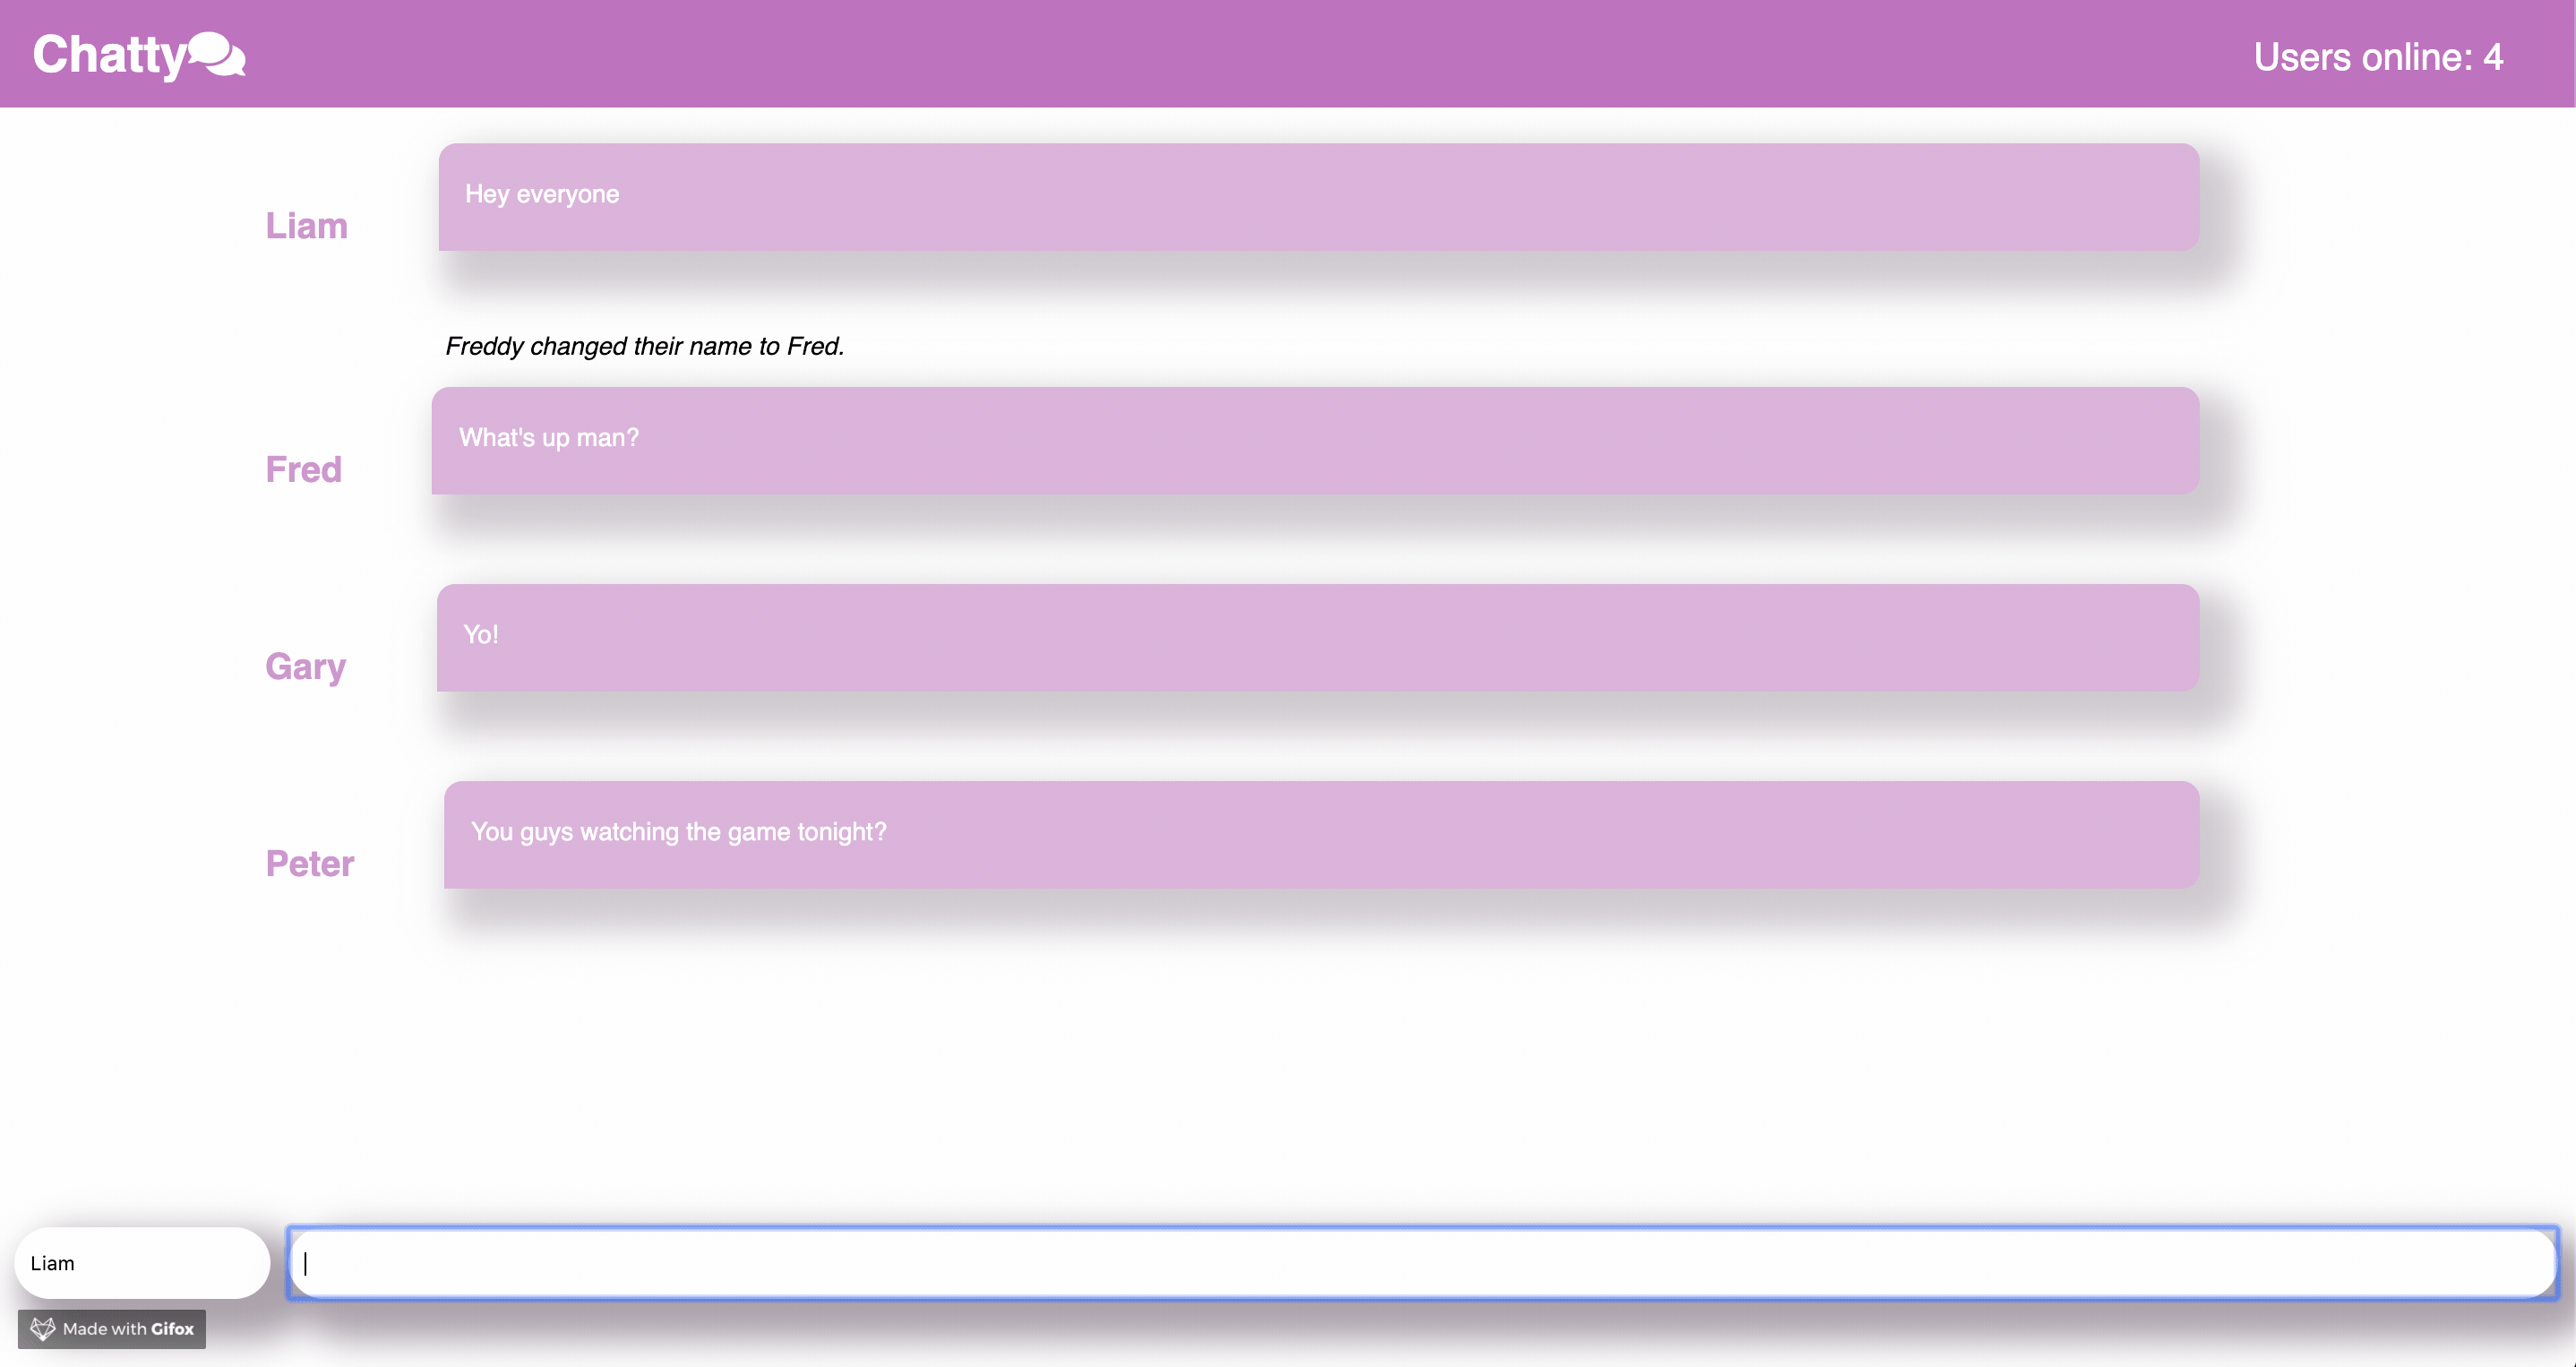 Chatty
Users online: 4
Hey everyone
Liam
Freddy changed their name to Fred.
What's up man?
Fred
Yo!
Gary
You guys watching the game tonight?
Peter
Liam
Made with Gifox